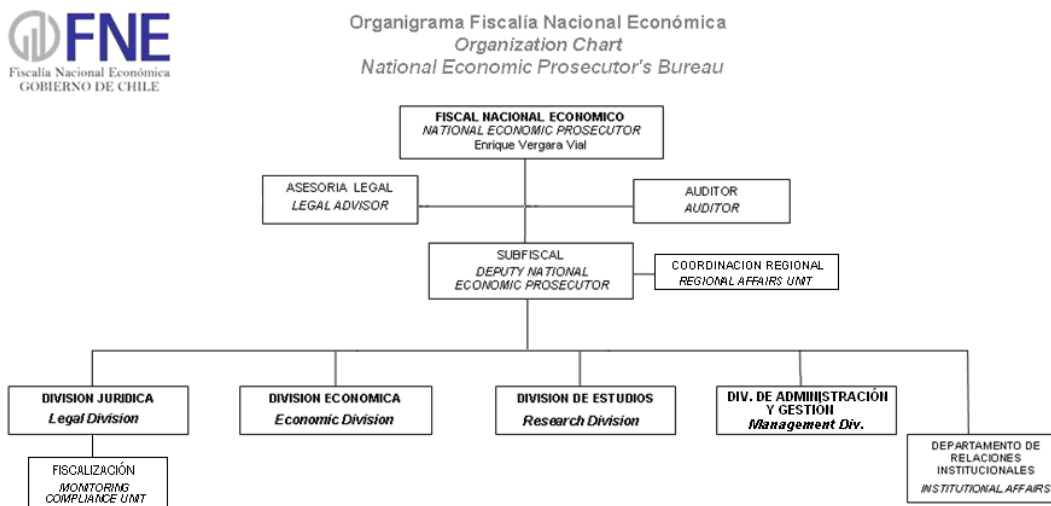 FNE
Fiscalía Nacional Económica
GOBIERNO DE CHILE
Organigrama Fiscalía Nacional Económica
Organization Chart
National Economic Prosecutor's Bureau
FISCAL NACIONAL ECONOMICO
NATIONAL ECONOMIC PROSECUTOR
Enrique Vergara Vial
ASESORIA LEGAL
LEGAL ADVISOR
AUDITOR
AUDITOR
SUBFISCAL
DEPUTY NATIONAL
ECONOMIC PROSECUTOR
COORDINACION REGIONAL
REGIONAL AFFAIRS UNIT
DIVISION JURIDICA
Legal Division
DIVISION ECONOMICA
Economic Division
DIVISION DE ESTUDIOS
Research Division
DIV. DE ADMINISTRACIÓN
Y GESTIÓN
Management Div.
FISCALIZACIÓN
MONITORING
COMPLIANCE UNIT
DEPARTAMENTO DE
RELACIONES
INSTITUCIONALES
INSTITUTIONAL AFFAIRS